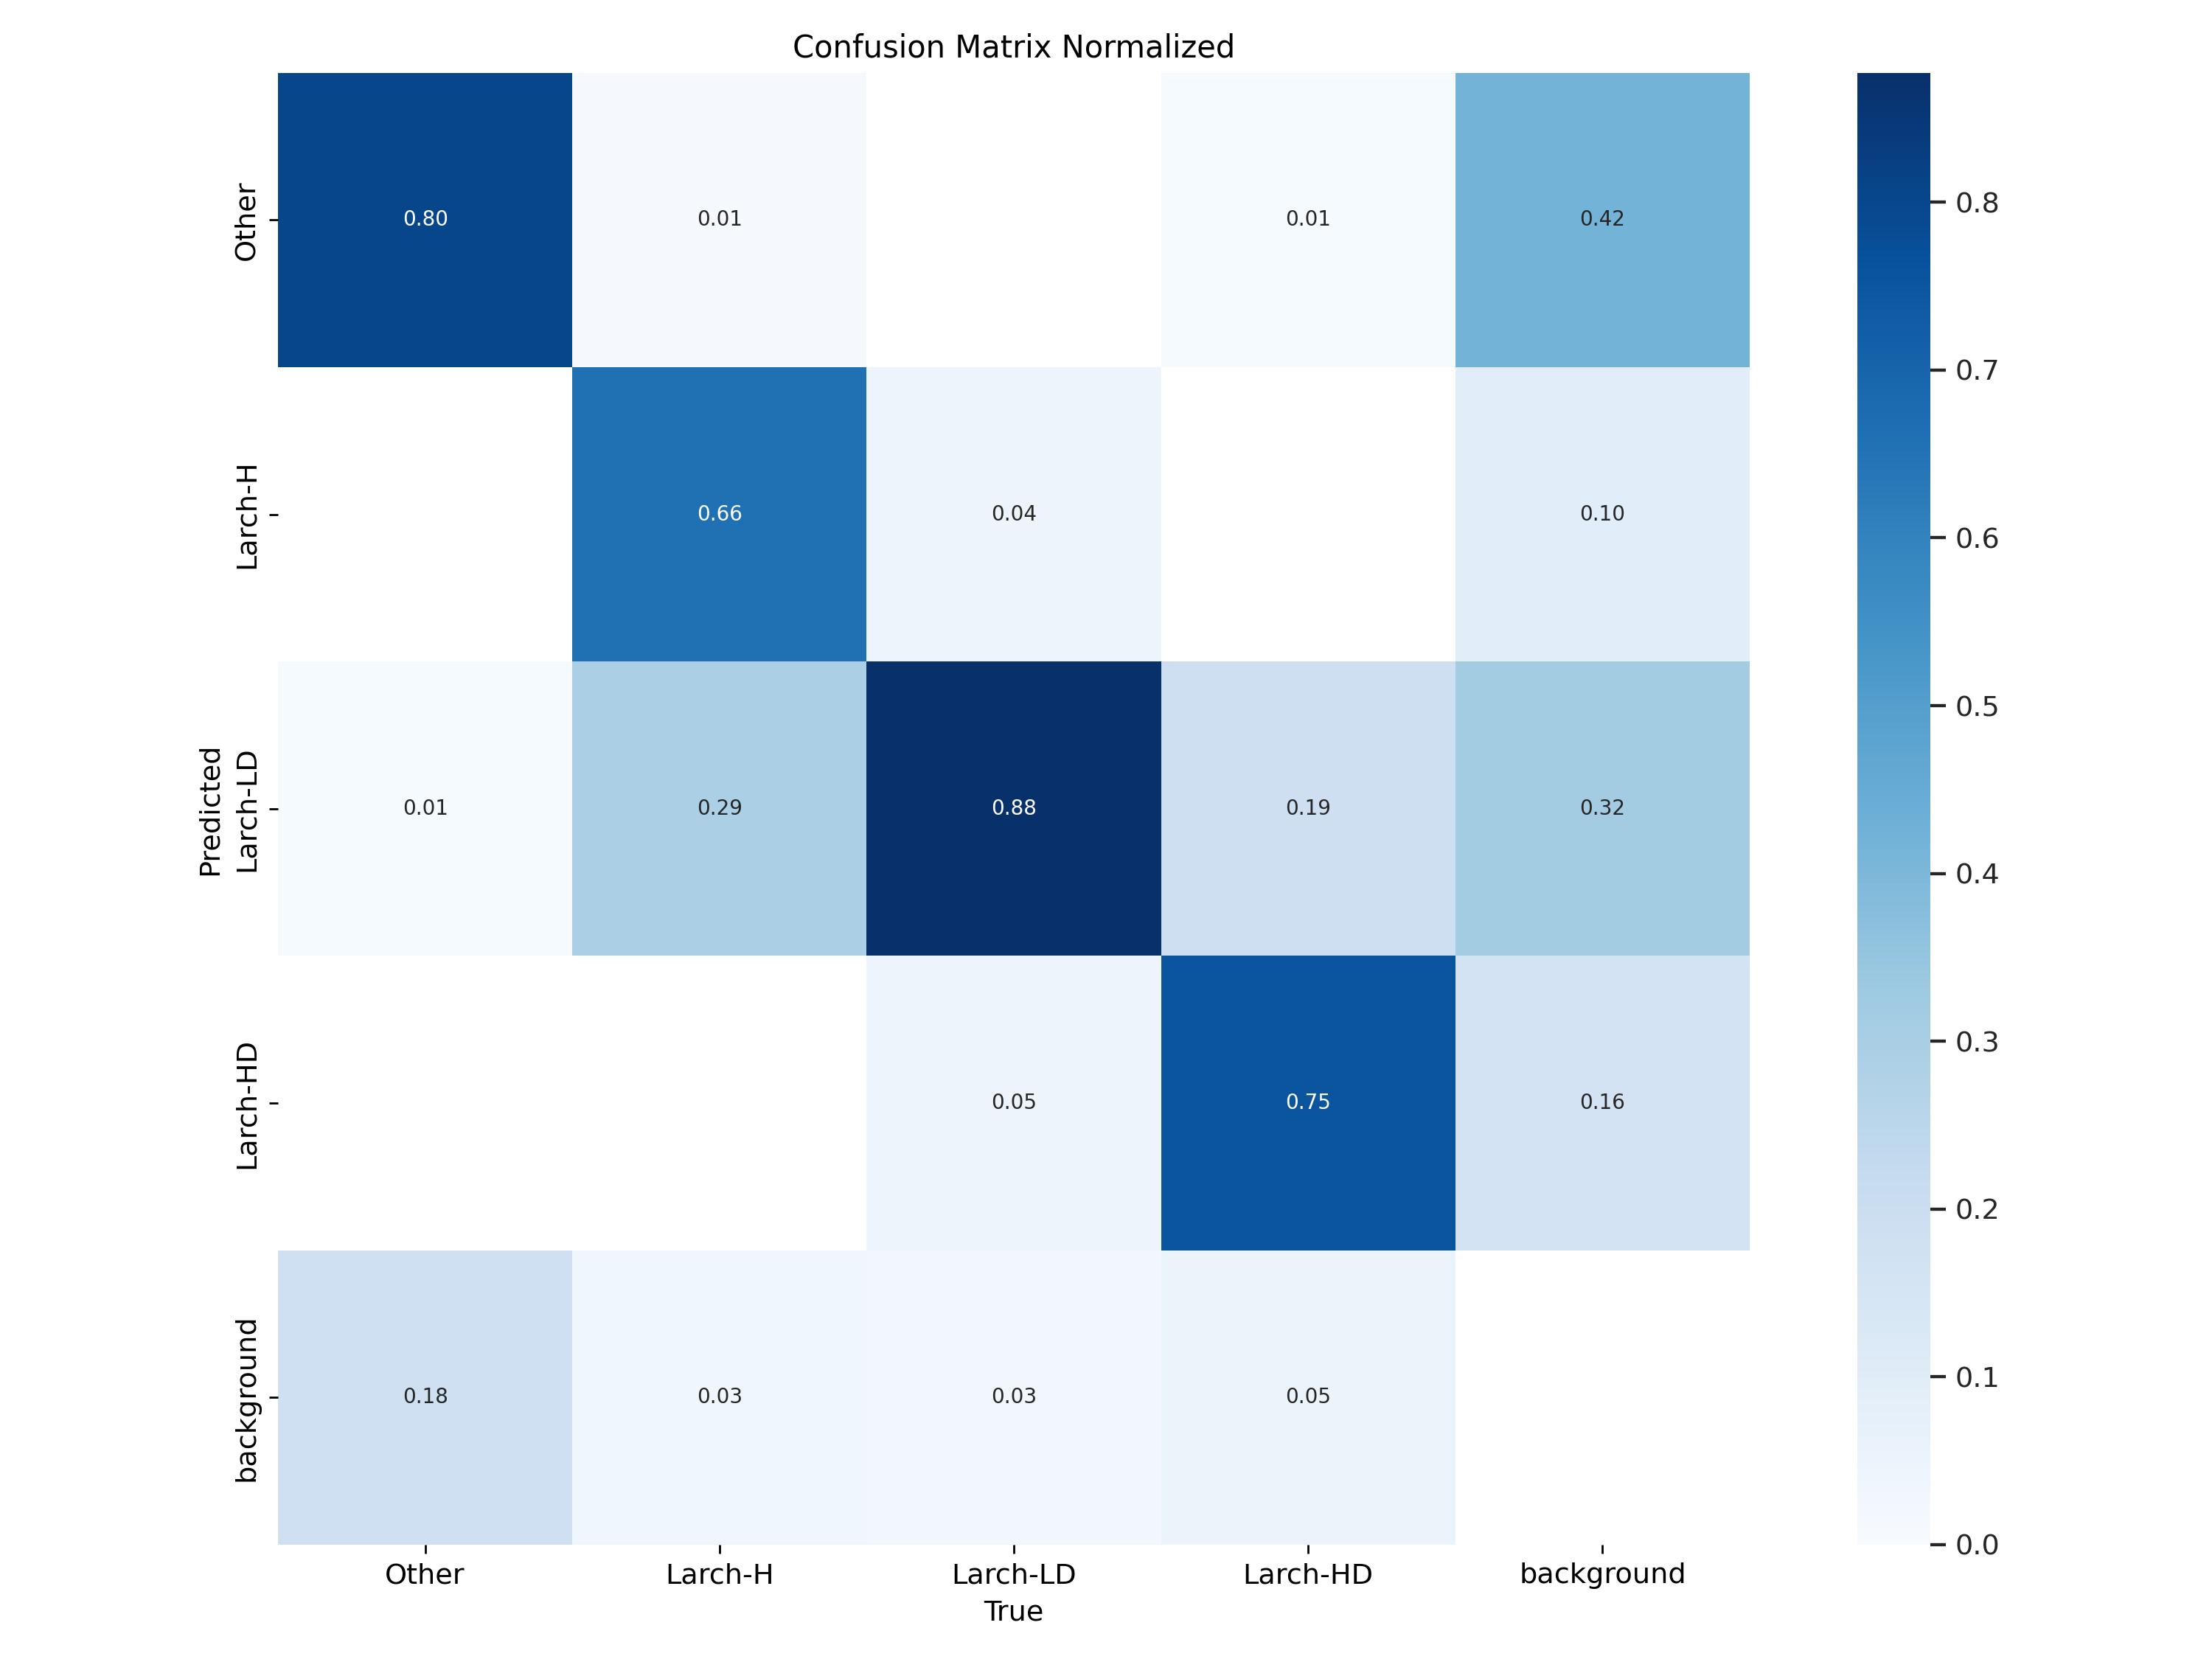 Confusion Matrix Normalized
Other
0.80
0.01
0.01
0.42
0.8
0.7
Larch-H
0.66
0.04
0.10
0.6
0.5
Predicted
Larch-LD
0.01
0.29
0.88
0.19
0.32
0.4
0.3
Larch-HD
0.05
0.75
0.16
0.2
0.1
background
0.18
0.03
0.03
0.05
0.0
Other
Larch-H
Larch-LD
Larch-HD
background
True